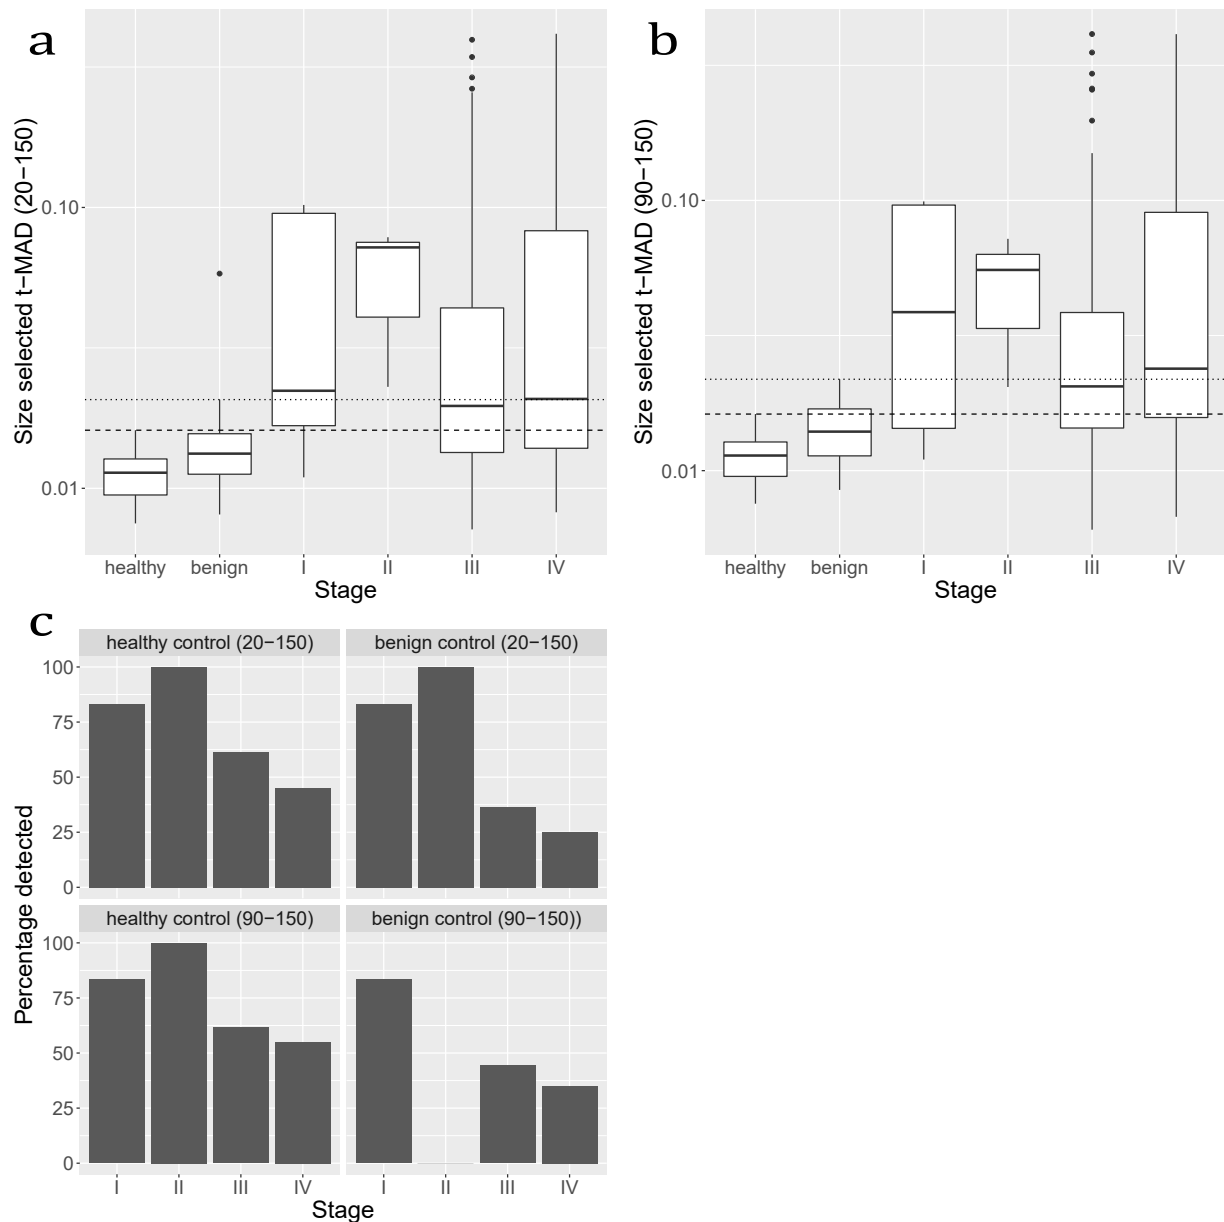 a
Size selected t−MAD (20−150)
0.10
0.01
healthy benign I II III IV
Stage
b
Size selected t−MAD (90−150)
0.10
0.01
healthy benign I II III IV
Stage
c
Percentage detected
healthy control (20−150) benign control (20−150)
100
75
50
25
0
healthy control (90−150) benign control (90−150))
100
75
50
25
0
I II III IV I II III IV
Stage